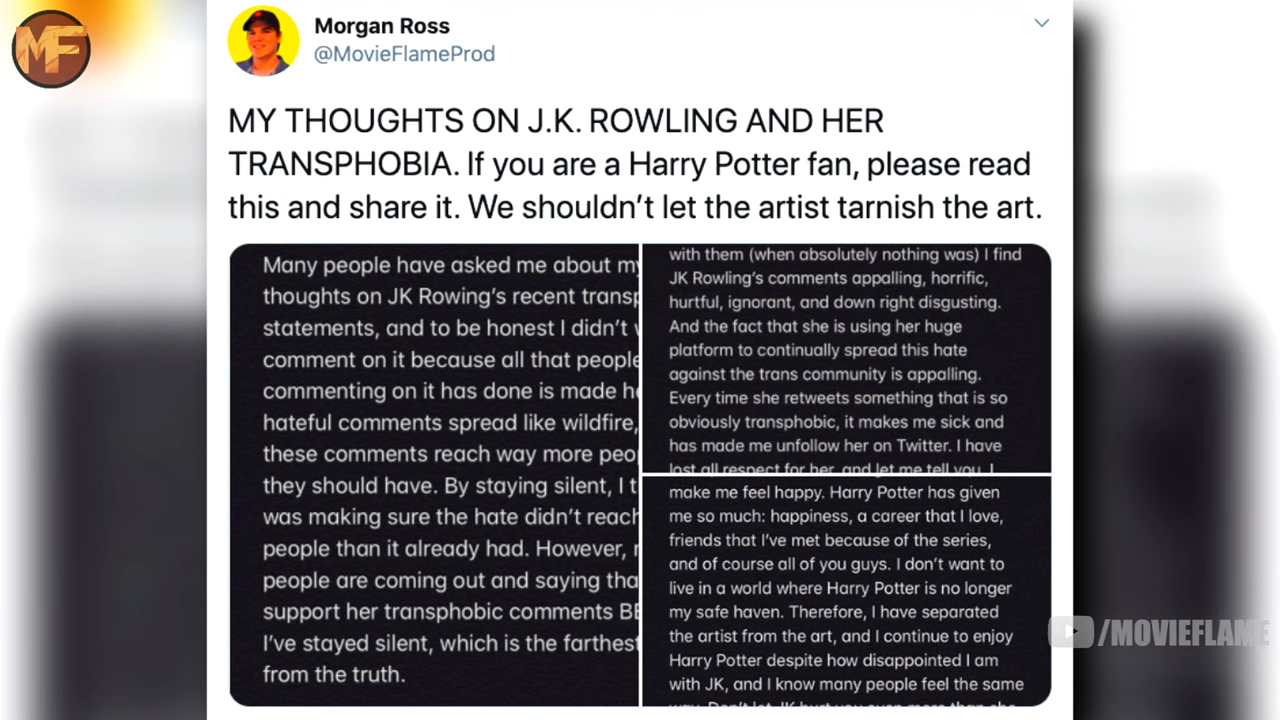 MF
Morgan Ross
@MovieFlameProd
MY THOUGHTS ON J.K. ROWLING AND HER
TRANSPHOBIA. If you are a Harry Potter fan, please read
this and share it. We shouldn't let the artist tarnish the art.
Many people have asked me about my
thoughts on JK Rowing's recent transp
statements, and to be honest I didn't
comment on it because all that people
commenting on it has done is made he
hateful comments spread like wildfire,
these comments reach way more peo
they should have. By staying silent, I t
was making sure the hate didn't reach
people than it already had. However,
people are coming out and saying tha
support her transphobic comments BE
I've stayed silent, which is the farthest
from the truth.
with them (when absolutely nothing was) I find
JK Rowling's comments appalling, horrific,
hurtful, ignorant, and down right disgusting.
And the fact that she is using her huge
platform to continually spread this hate
against the trans community is appalling.
Every time she retweets something that is so
obviously transphobic, it makes me sick and
has made me unfollow her on Twitter. I have
lost all respect for her, and let me tell you, I
make me feel happy. Harry Potter has given
me so much: happiness, a career that I love,
friends that I've met because of the series,
and of course all of you guys. I don't want to
live in a world where Harry Potter is no longer
my safe haven. Therefore, I have separated
the artist from the art, and I continue to enjoy
Harry Potter despite how disappointed I am
with JK, and I know many people feel the same
way. Don't let JK hurt you even more than she
/MOVIEFLAME